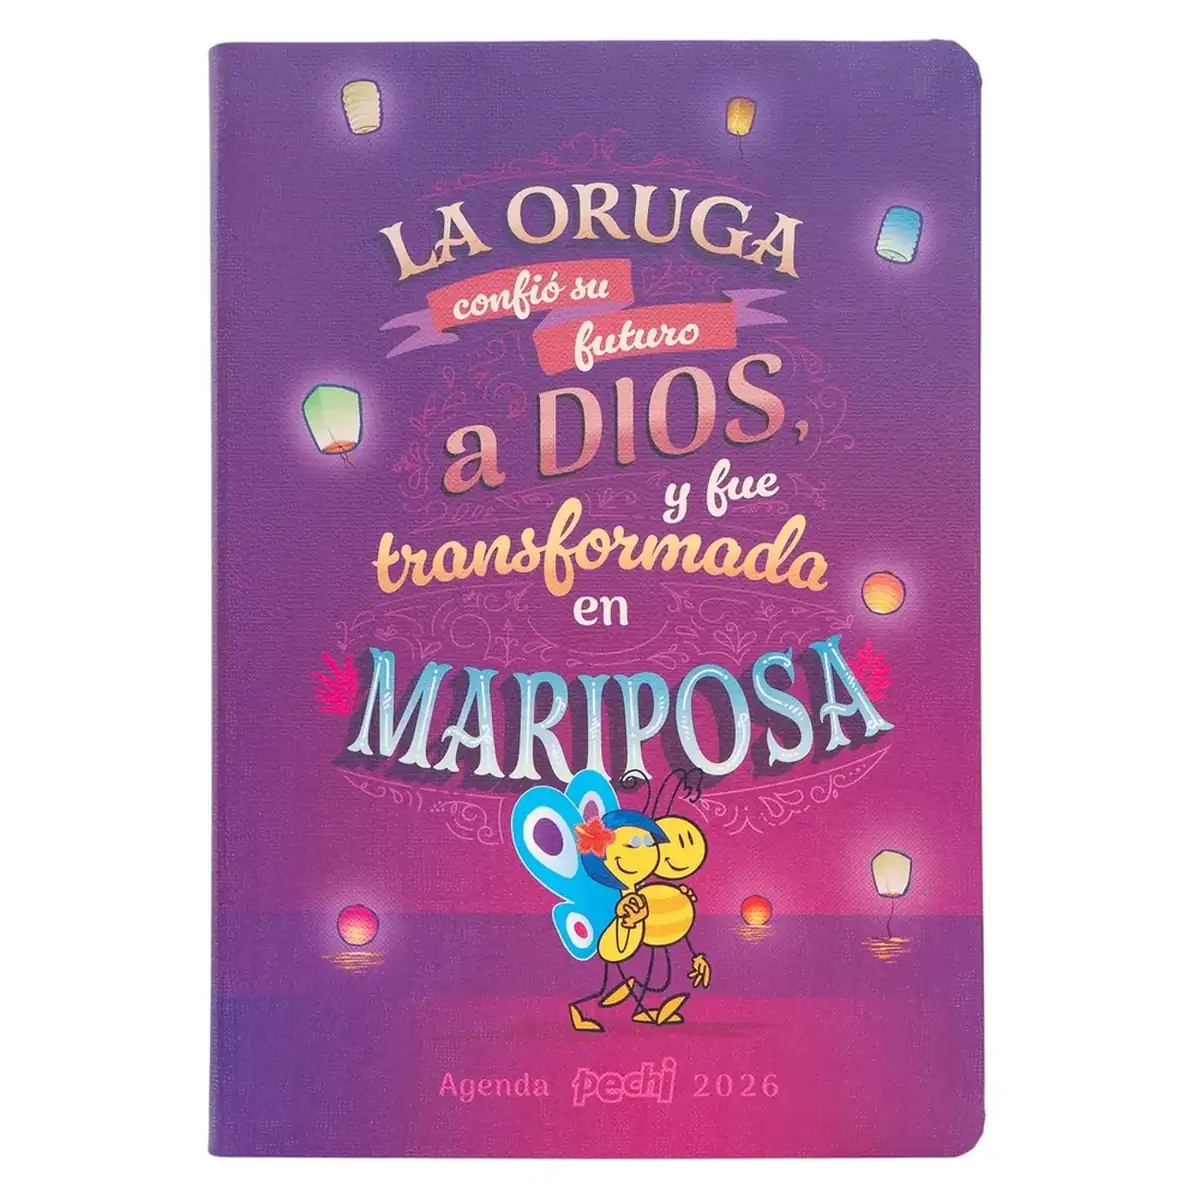 LA ORUGA
confió su
futuro
a DIOS,
y fue
transformada
en
MARIPOSA
Agenda pechi 2026